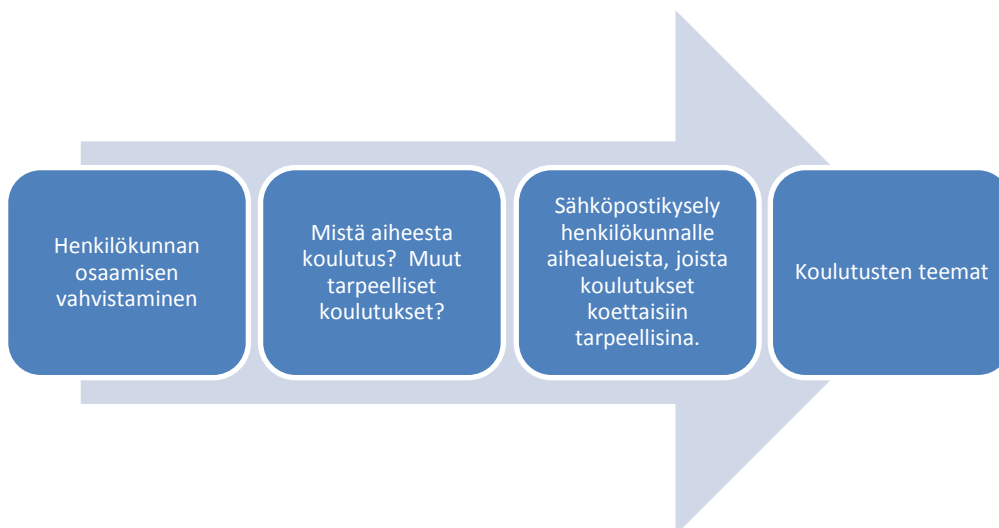 Henkilökunnan
osaamisen
vahvistaminen
Mistä aiheesta
koulutus?  Muut
tarpeelliset
koulutukset?
Sähköpostikysely
henkilökunnalle
aihealueista, joista
koulutukset
koettaisiin
tarpeellisina.
Koulutusten teemat